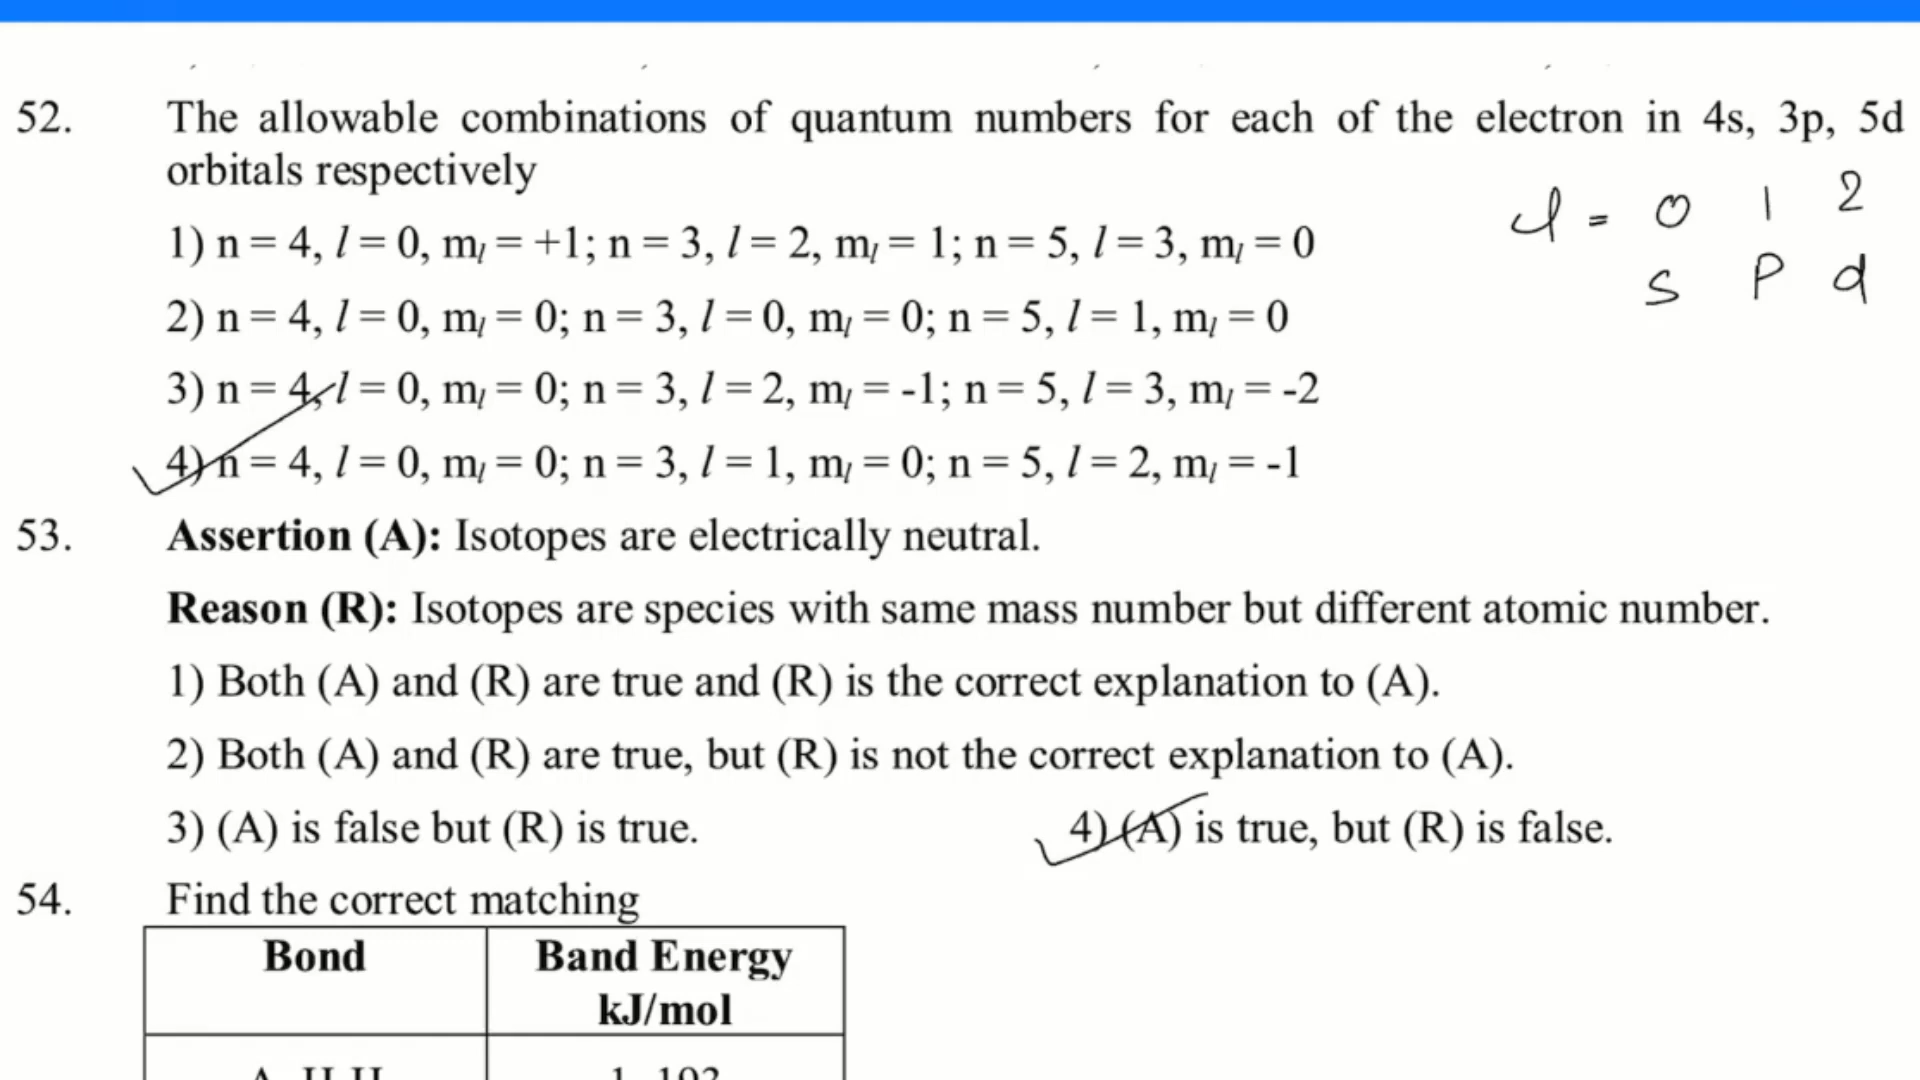 52. The allowable combinations of quantum numbers for each of the electron in 4s, 3p, 5d
orbitals respectively
1) n = 4, l = 0, mₗ = +1; n = 3, l = 2, mₗ = 1; n = 5, l = 3, mₗ = 0
l = 0 1 2
s p d
2) n = 4, l = 0, mₗ = 0; n = 3, l = 0, mₗ = 0; n = 5, l = 1, mₗ = 0
3) n = 4, l = 0, mₗ = 0; n = 3, l = 2, mₗ = -1; n = 5, l = 3, mₗ = -2
4) n = 4, l = 0, mₗ = 0; n = 3, l = 1, mₗ = 0; n = 5, l = 2, mₗ = -1
53. Assertion (A): Isotopes are electrically neutral.
Reason (R): Isotopes are species with same mass number but different atomic number.
1) Both (A) and (R) are true and (R) is the correct explanation to (A).
2) Both (A) and (R) are true, but (R) is not the correct explanation to (A).
3) (A) is false but (R) is true. 4) (A) is true, but (R) is false.
54. Find the correct matching
Bond Band Energy
kJ/mol